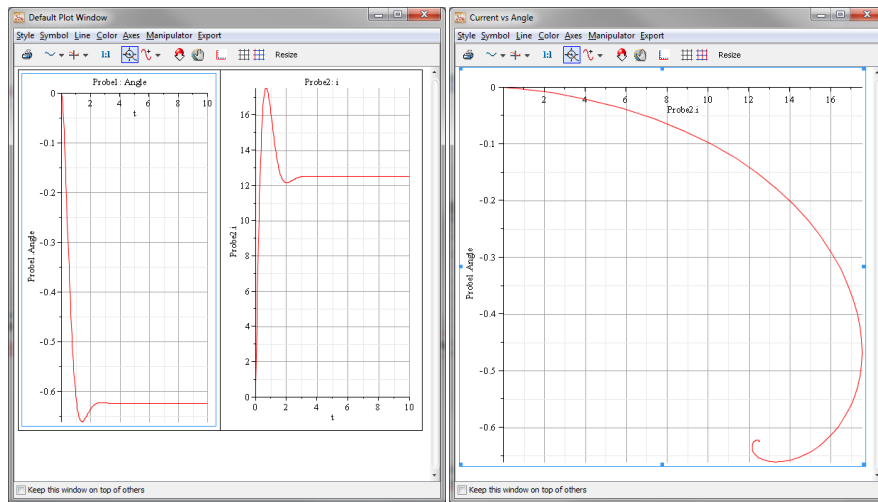 Default Plot Window
Style Symbol Line Color Axes Manipulator Export
1:1 Resize
Probe1: Angle
0
2 4 6 8 10
t
-0.1
-0.2
-0.3
-0.4
-0.5
-0.6
Probe1.Angle
Probe2: i
16
14
12
10
8
6
4
2
0
0 2 4 6 8 10
t
Probe2.i
Keep this window on top of others
Current vs Angle
Style Symbol Line Color Axes Manipulator Export
1:1 Resize
0
2 4 6 8 10 12 14 16
Probe2.i
-0.1
-0.2
-0.3
-0.4
-0.5
-0.6
Probe1.Angle
Keep this window on top of others